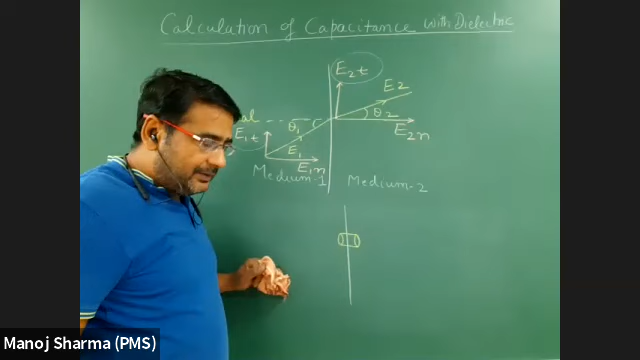 Calculation of Capacitance with Dielectric
E2t
E2
θ2
E2n
al
E1t
θ1
E1
E1n
Medium-1
Medium-2
Manoj Sharma (PMS)